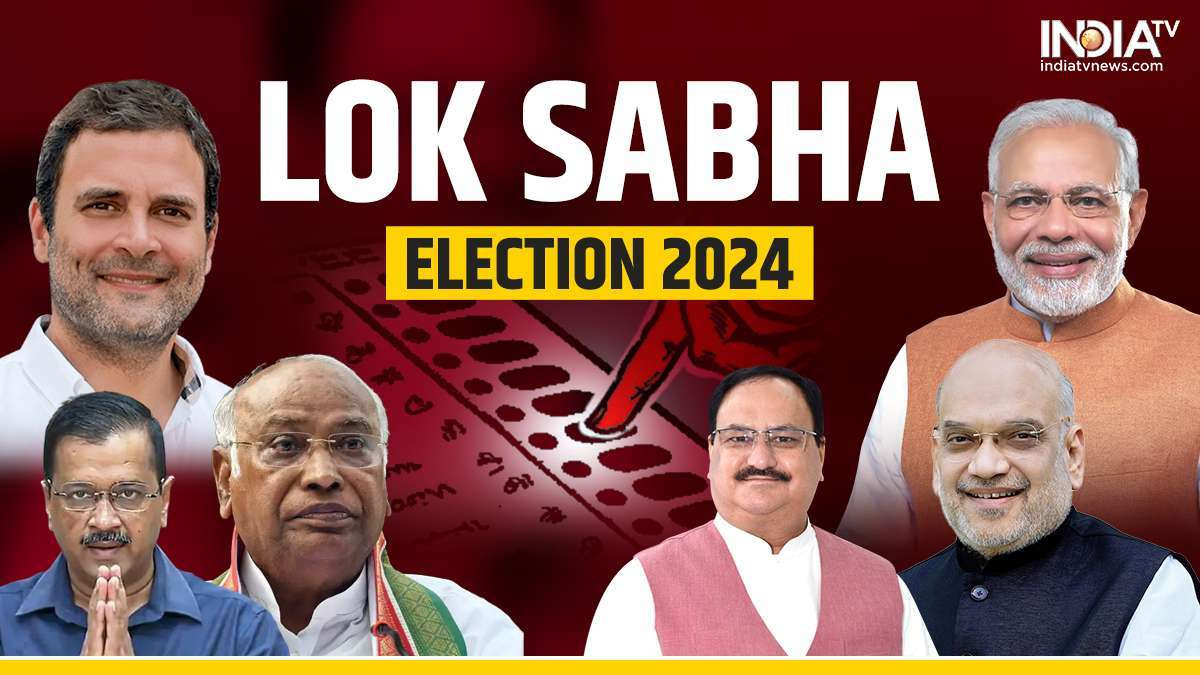 INDIA TV
indiatvnews.com
LOK SABHA
ELECTION 2024